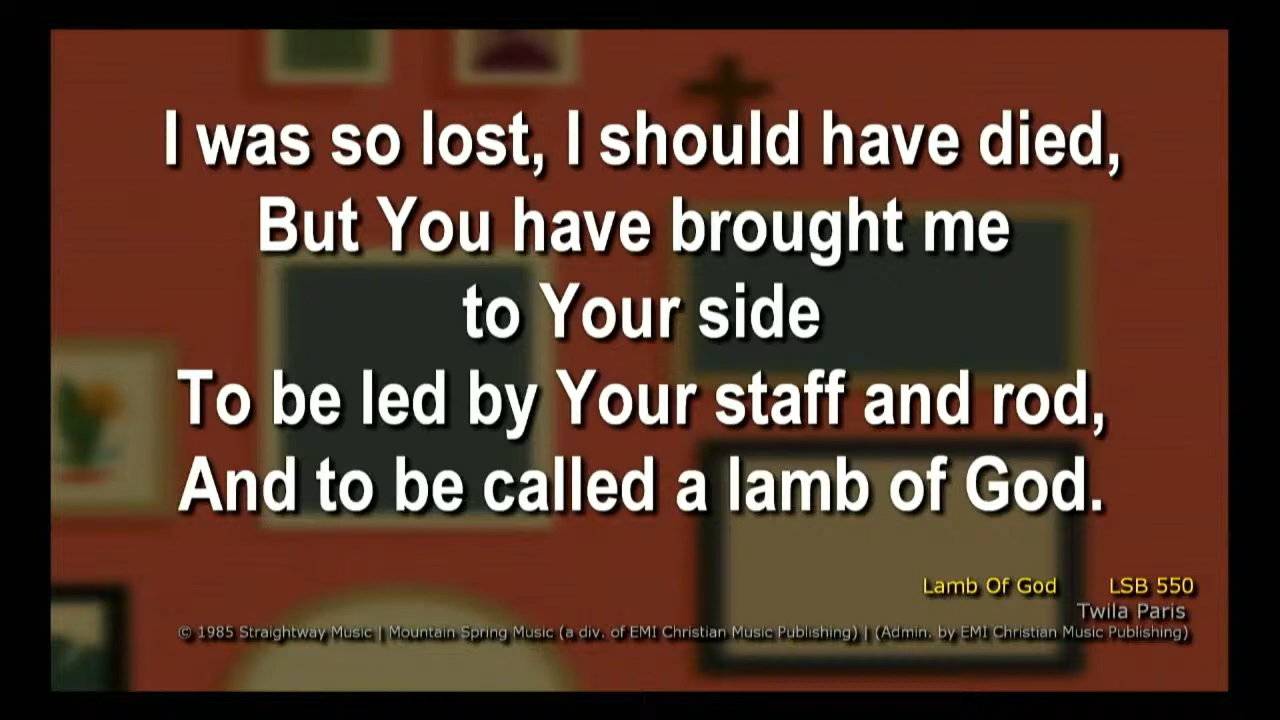 I was so lost, I should have died,
But You have brought me
to Your side
To be led by Your staff and rod,
And to be called a lamb of God.
Lamb Of God LSB 550
Twila Paris
© 1985 Straightway Music | Mountain Spring Music (a div. of EMI Christian Music Publishing) | (Admin. by EMI Christian Music Publishing)